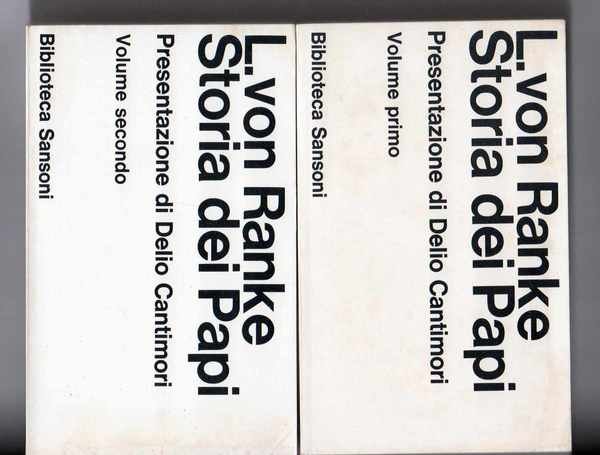 L. von Ranke
Storia dei Papi
Presentazione di Delio Cantimori
Volume primo
Biblioteca Sansoni
L. von Ranke
Storia dei Papi
Presentazione di Delio Cantimori
Volume secondo
Biblioteca Sansoni